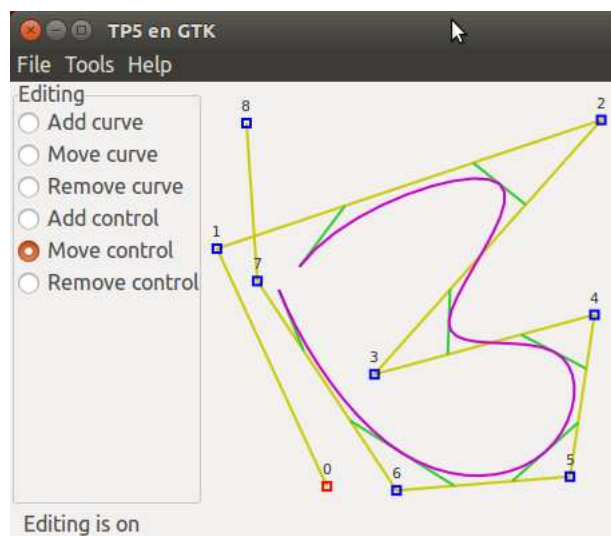 TP5 en GTK
File Tools Help
Editing
Add curve
Move curve
Remove curve
Add control
Move control
Remove control
8
2
1
7
4
3
0
6
5
Editing is on